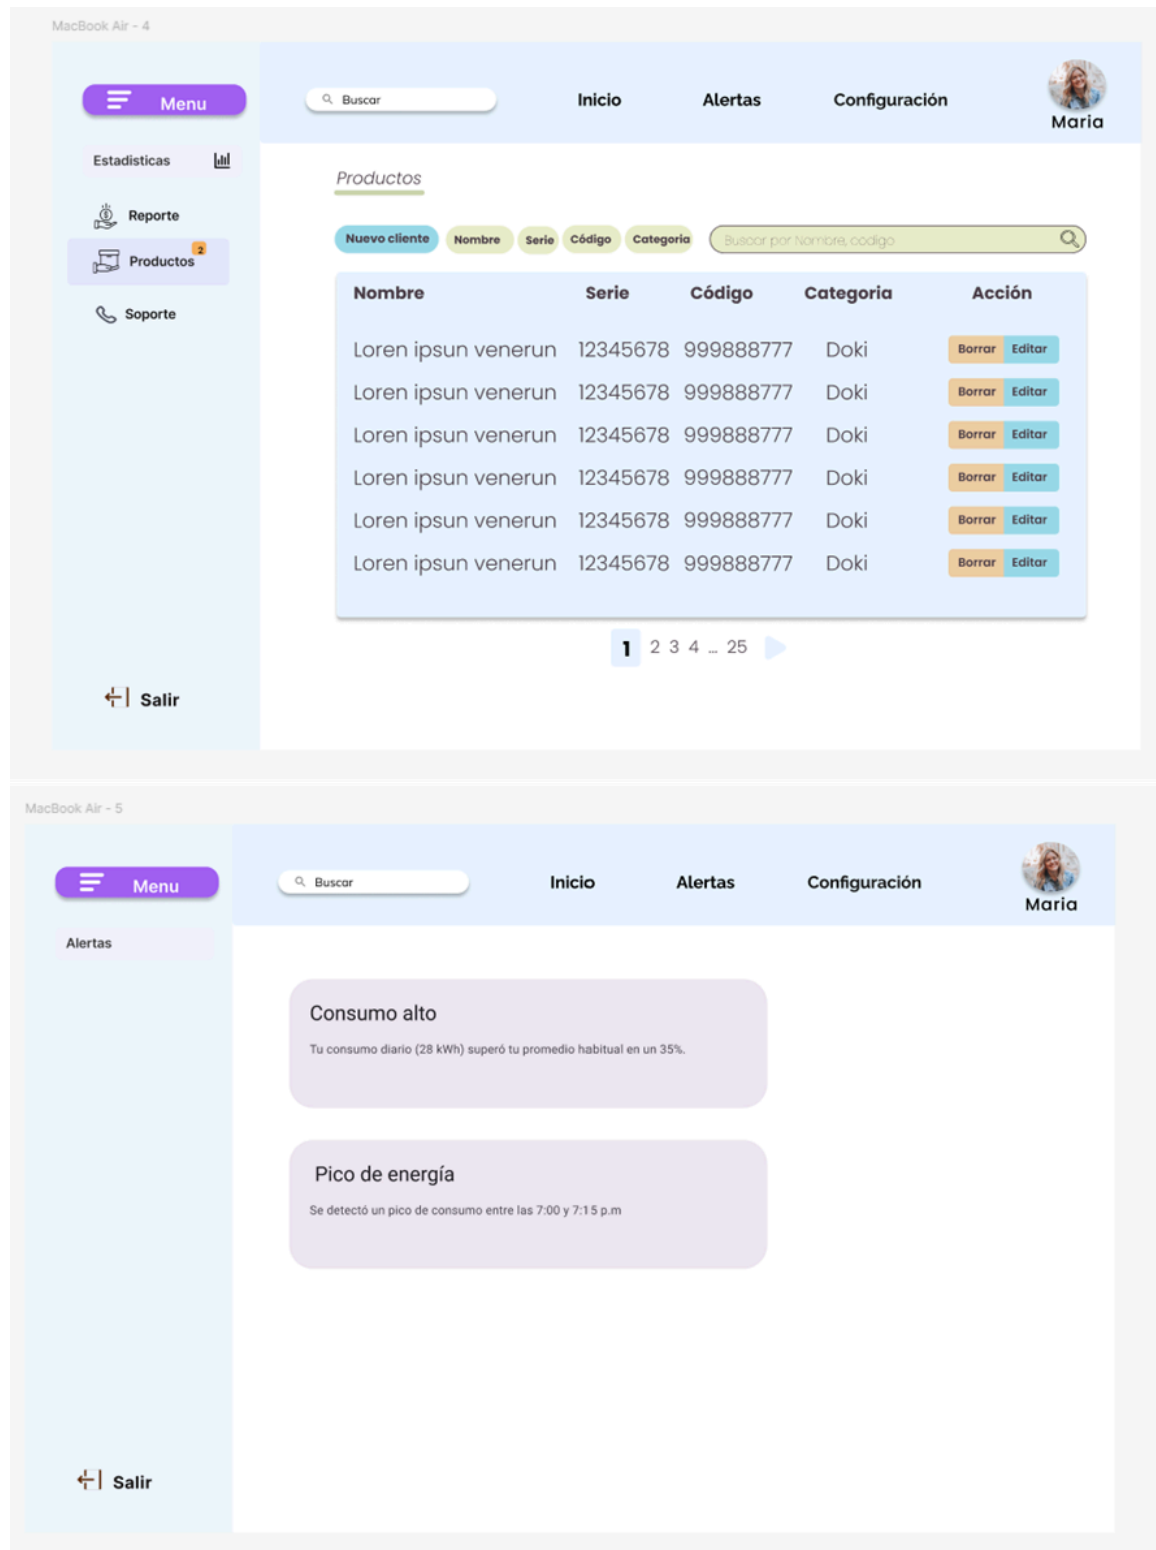 MacBook Air - 4
Menu
Buscar
Inicio
Alertas
Configuración
Maria
Estadisticas
Reporte
Productos
2
Soporte
Salir
Productos
Nuevo cliente
Nombre
Serie
Código
Categoria
Buscar por Nombre, codigo
Nombre Serie Código Categoria Acción
Loren ipsun venerun 12345678 999888777 Doki Borrar Editar
Loren ipsun venerun 12345678 999888777 Doki Borrar Editar
Loren ipsun venerun 12345678 999888777 Doki Borrar Editar
Loren ipsun venerun 12345678 999888777 Doki Borrar Editar
Loren ipsun venerun 12345678 999888777 Doki Borrar Editar
Loren ipsun venerun 12345678 999888777 Doki Borrar Editar
1 2 3 4 ... 25
MacBook Air - 5
Menu
Buscar
Inicio
Alertas
Configuración
Maria
Alertas
Consumo alto
Tu consumo diario (28 kWh) superó tu promedio habitual en un 35%.
Pico de energía
Se detectó un pico de consumo entre las 7:00 y 7:15 p.m
Salir